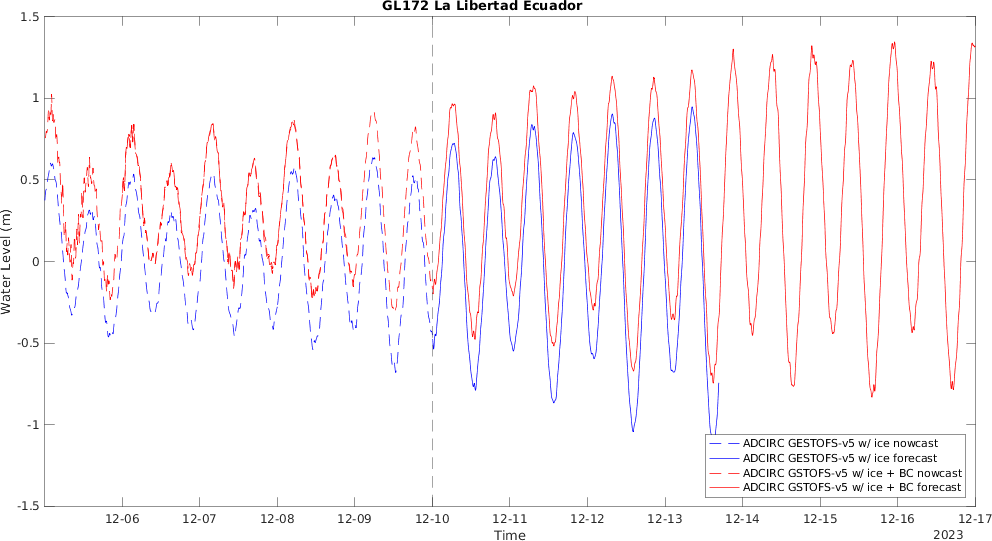 GL172 La Libertad Ecuador
1.5
1
0.5
0
-0.5
-1
-1.5
Water Level (m)
ADCIRC GESTOFS-v5 w/ ice nowcast
ADCIRC GESTOFS-v5 w/ ice forecast
ADCIRC GSTOFS-v5 w/ ice + BC nowcast
ADCIRC GSTOFS-v5 w/ ice + BC forecast
12-06 12-07 12-08 12-09 12-10 12-11 12-12 12-13 12-14 12-15 12-16 12-17
Time
2023